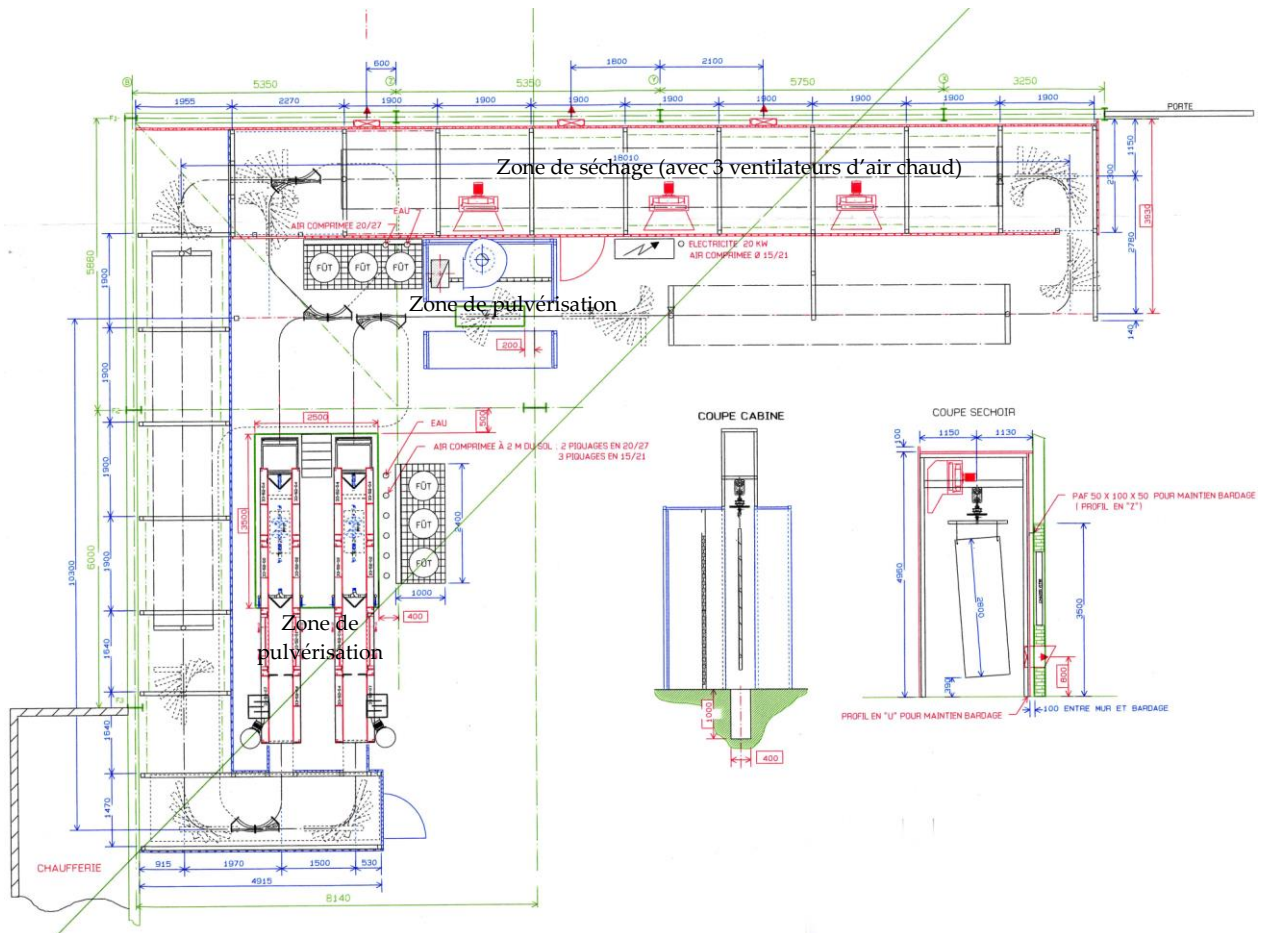 600
1800
2100
5350
5350
5750
3250
1955
2270
1900
1900
1900
1900
1900
1900
1900
1900
PORTE
18010
Zone de séchage (avec 3 ventilateurs d'air chaud)
1150
2300
3930
2780
140
EAU
AIR COMPRIMEE 20/27
ELECTRICITE 20 KW
AIR COMPRIMEE Ø 15/21
FÛT
FÛT
FÛT
Zone de pulvérisation
200
5880
1900
1900
1900
1900
1640
1640
1470
6000
10300
2500
500
EAU
AIR COMPRIMEE À 2 M DU SOL : 2 PIQUAGES EN 20/27
3 PIQUAGES EN 15/21
FÛT
FÛT
FÛT
3500
2400
1000
400
Zone de
pulvérisation
COUPE CABINE
1000
400
COUPE SECHOIR
100
1150
1130
PAF 50 X 100 X 50 POUR MAINTIEN BARDAGE
( PROFIL EN "Z")
4950
2800
3500
390
600
PROFIL EN "U" POUR MAINTIEN BARDAGE
100 ENTRE MUR ET BARDAGE
CHAUFFERIE
915
1970
1500
530
4915
8140